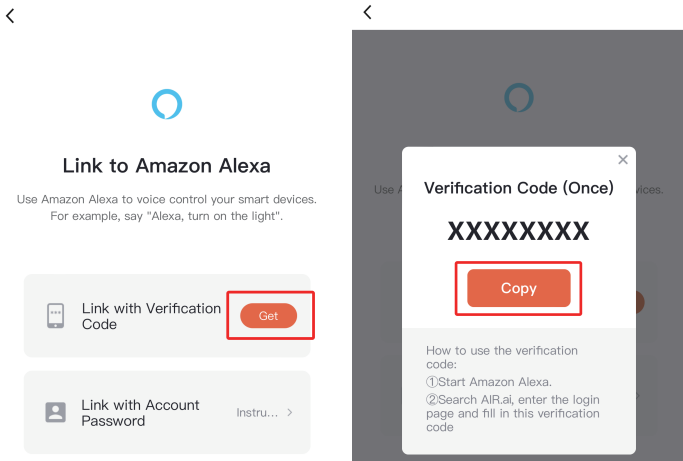 Link to Amazon Alexa
Use Amazon Alexa to voice control your smart devices.
For example, say "Alexa, turn on the light".
Link with Verification
Code
Get
Link with Account
Password
Instru...
Use A
vices.
Verification Code (Once)
XXXXXXXX
Copy
How to use the verification
code:
①Start Amazon Alexa.
②Search AIR.ai, enter the login
page and fill in this verification
code